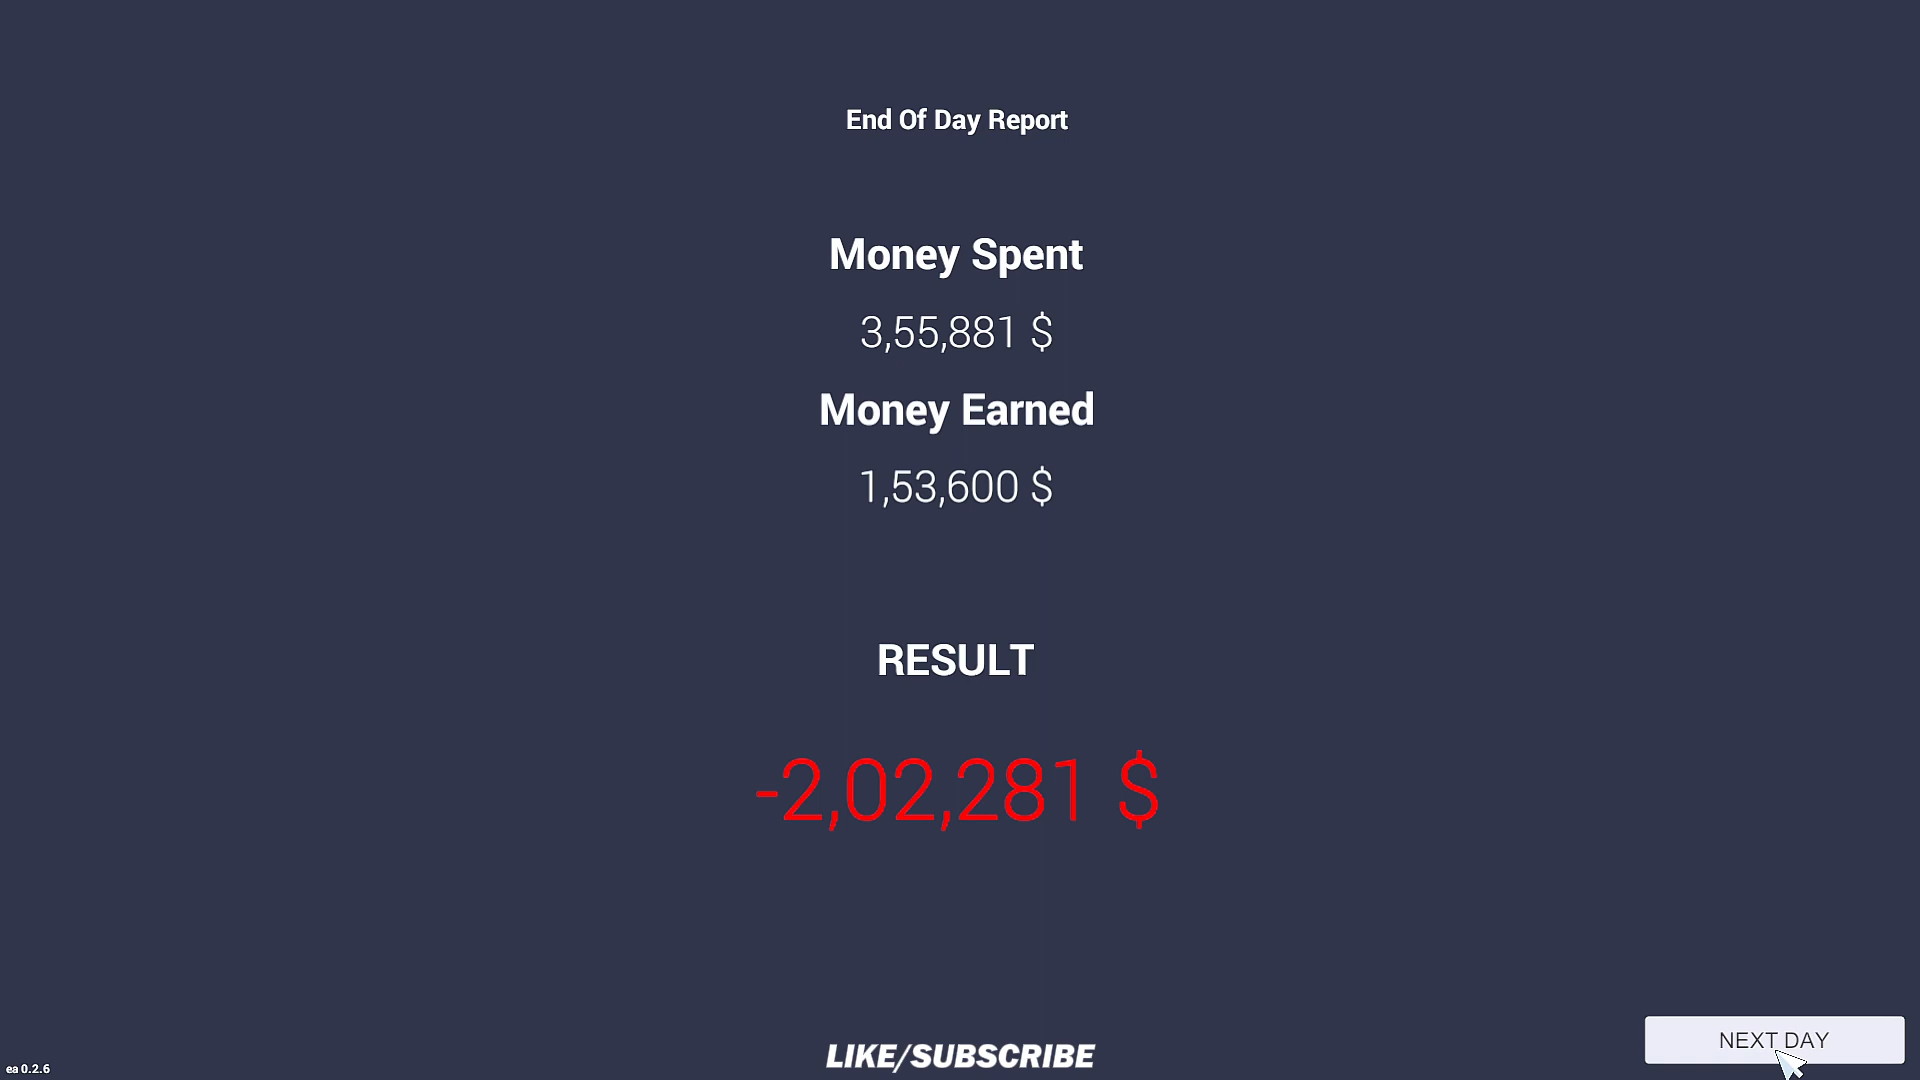 End Of Day Report
Money Spent
3,55,881 $
Money Earned
1,53,600 $
RESULT
-2,02,281 $
NEXT DAY
LIKE/SUBSCRIBE
ea 0.2.6